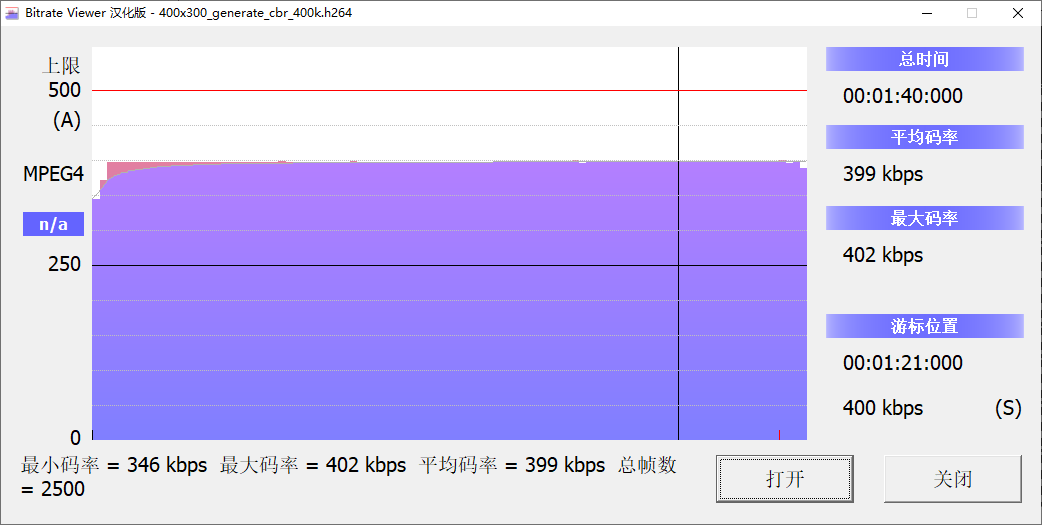 Bitrate Viewer 汉化版 - 400x300_generate_cbr_400k.h264
上限
500
(A)
MPEG4
n/a
250
0
总时间
00:01:40:000
平均码率
399 kbps
最大码率
402 kbps
游标位置
00:01:21:000
400 kbps (S)
最小码率 = 346 kbps 最大码率 = 402 kbps 平均码率 = 399 kbps 总帧数
= 2500
打开 关闭